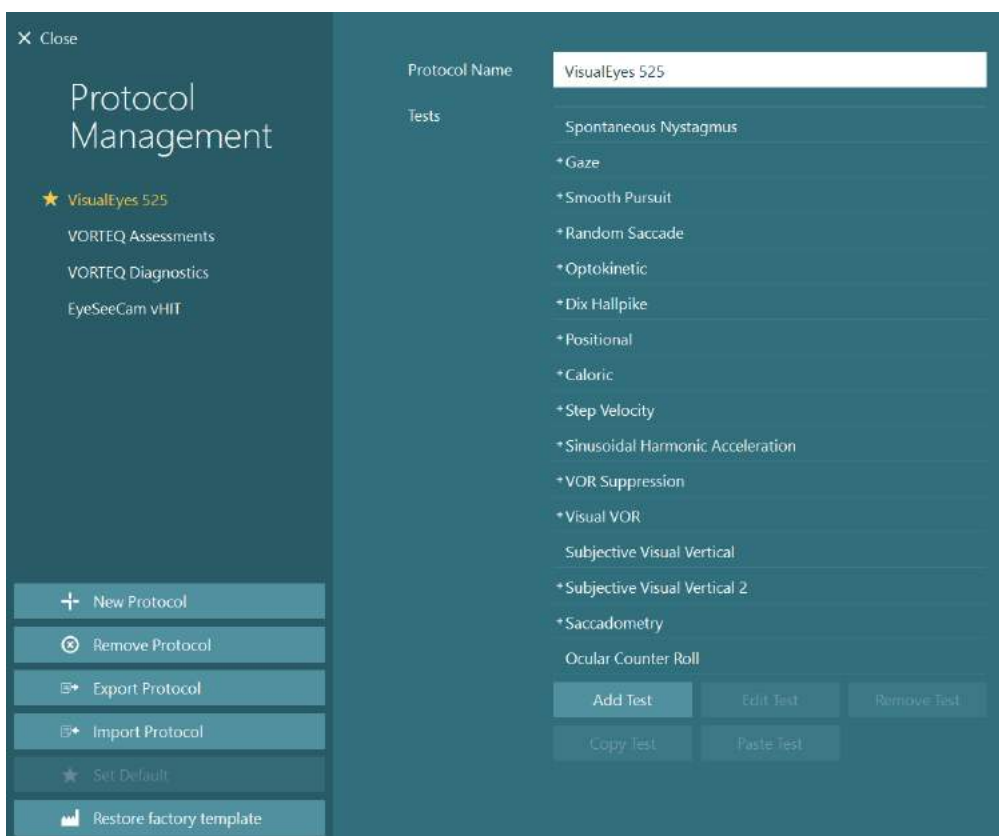 Close
Protocol
Management
VisualEyes 525
VORTEQ Assessments
VORTEQ Diagnostics
EyeSeeCam vHIT
New Protocol
Remove Protocol
Export Protocol
Import Protocol
Set Default
Restore factory template
Protocol Name
VisualEyes 525
Tests
Spontaneous Nystagmus
+Gaze
+Smooth Pursuit
+Random Saccade
+Optokinetic
+Dix Hallpike
+Positional
+Caloric
+Step Velocity
+Sinusoidal Harmonic Acceleration
+VOR Suppression
+Visual VOR
Subjective Visual Vertical
+Subjective Visual Vertical 2
+Saccadometry
Ocular Counter Roll
Add Test
Edit Test
Remove Test
Copy Test
Paste Test